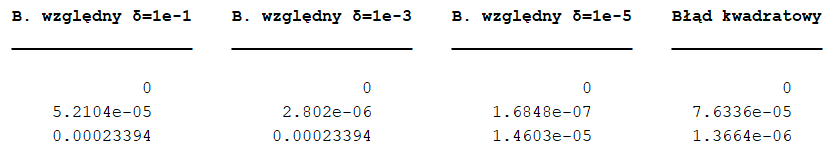 B. względny δ=1e-1 B. względny δ=1e-3 B. względny δ=1e-5 Błąd kwadratowy
0 0 0 0
5.2104e-05 2.802e-06 1.6848e-07 7.6336e-05
0.00023394 0.00023394 1.4603e-05 1.3664e-06